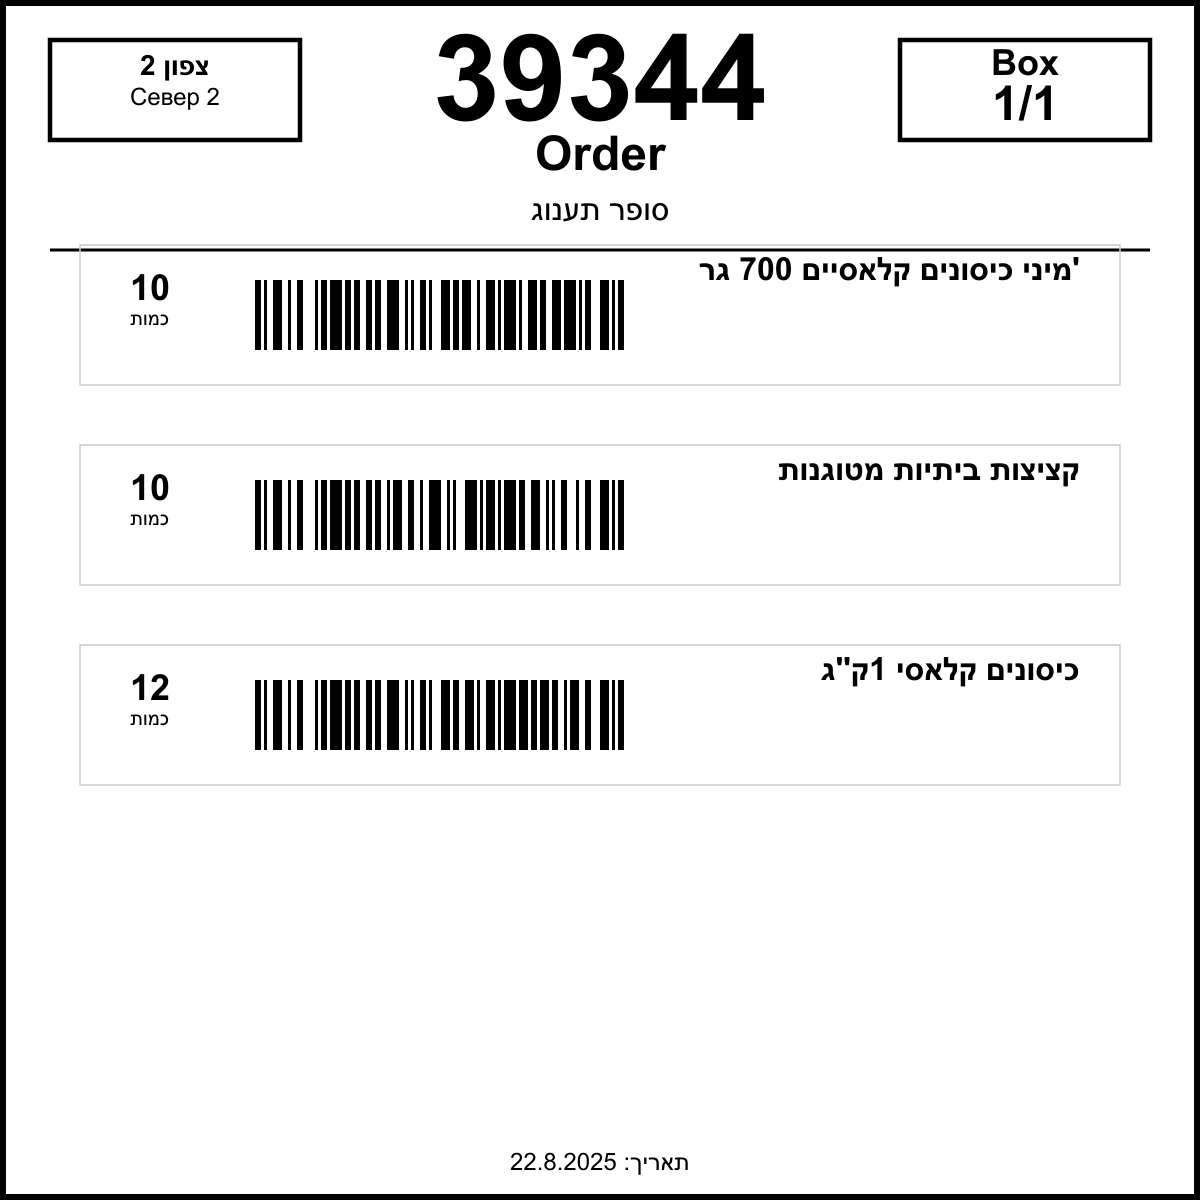 צפון 2
Север 2
39344
Order
Box
1/1
סופר תענוג
מיני כיסונים קלאסיים 700 גר'
10
כמות
קציצות ביתיות מטוגנות
10
כמות
כיסונים קלאסי 1ק"ג
12
כמות
תאריך: 22.8.2025